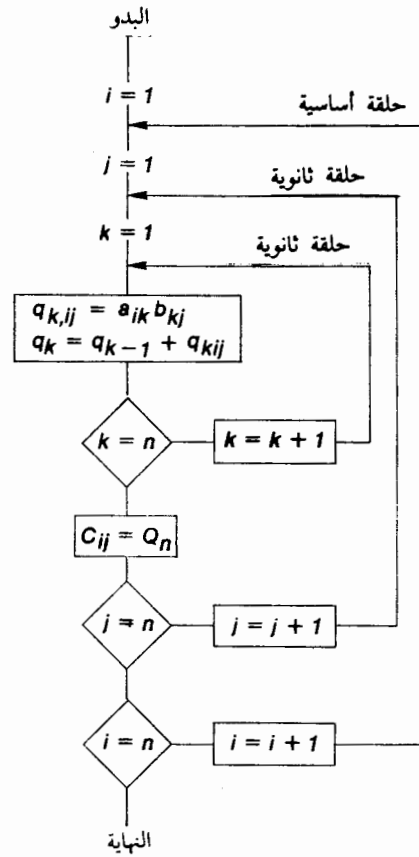 البدو
i = 1
حلقة أساسية
j = 1
حلقة ثانوية
k = 1
حلقة ثانوية
q_{k,ij} = a_{ik} b_{kj}
q_k = q_{k-1} + q_{kij}
k = n
k = k + 1
C_{ij} = Q_n
j = n
j = j + 1
i = n
i = i + 1
النهاية